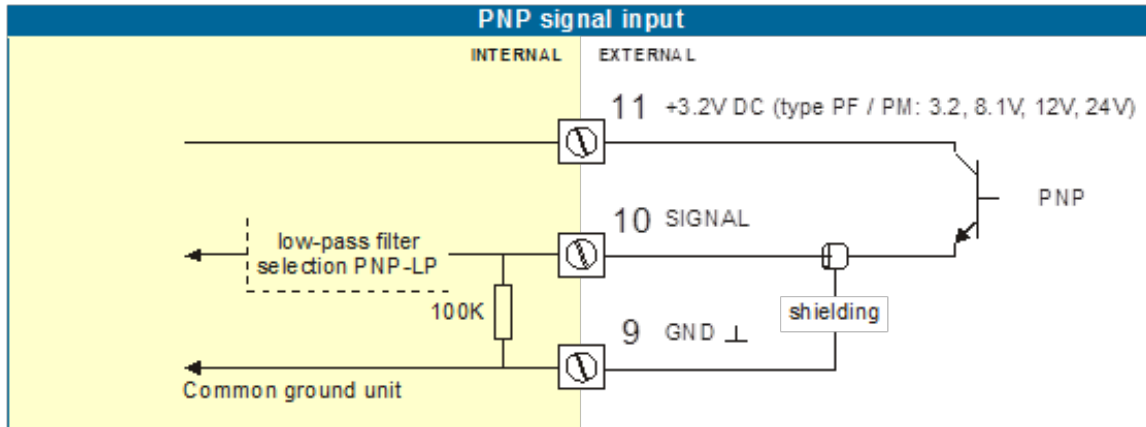 PNP signal input
INTERNAL
EXTERNAL
11 +3.2V DC (type PF / PM: 3.2, 8.1V, 12V, 24V)
PNP
10 SIGNAL
low-pass filter
selection PNP-LP
100K
shielding
9 GND ⊥
Common ground unit